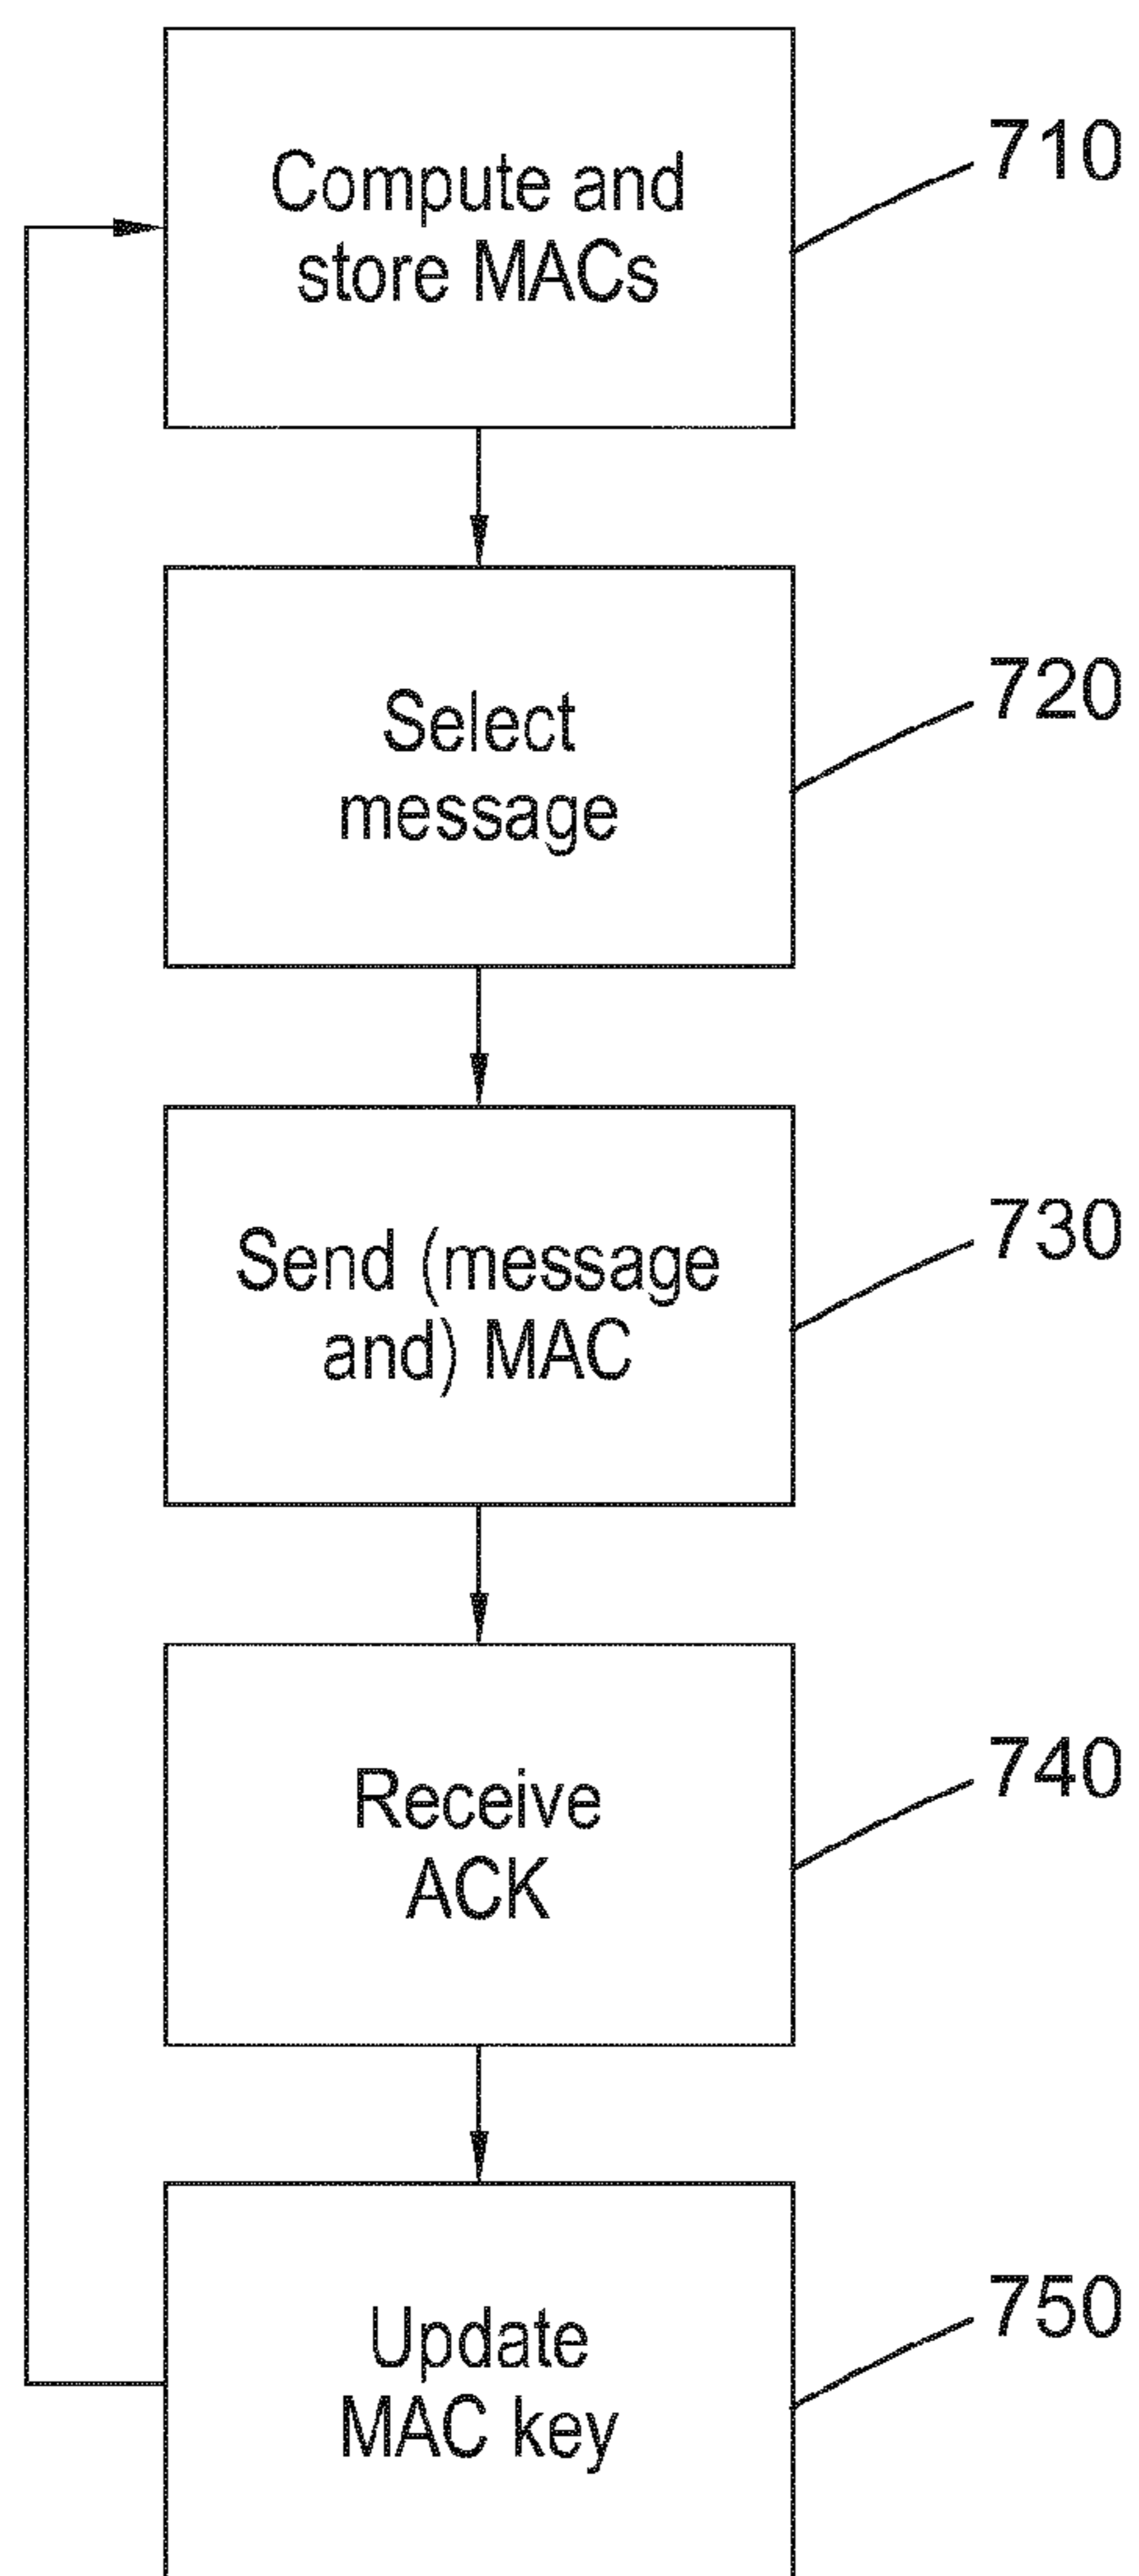 Compute and
store MACs
710
Select
message
720
Send (message
and) MAC
730
Receive
ACK
740
Update
MAC key
750